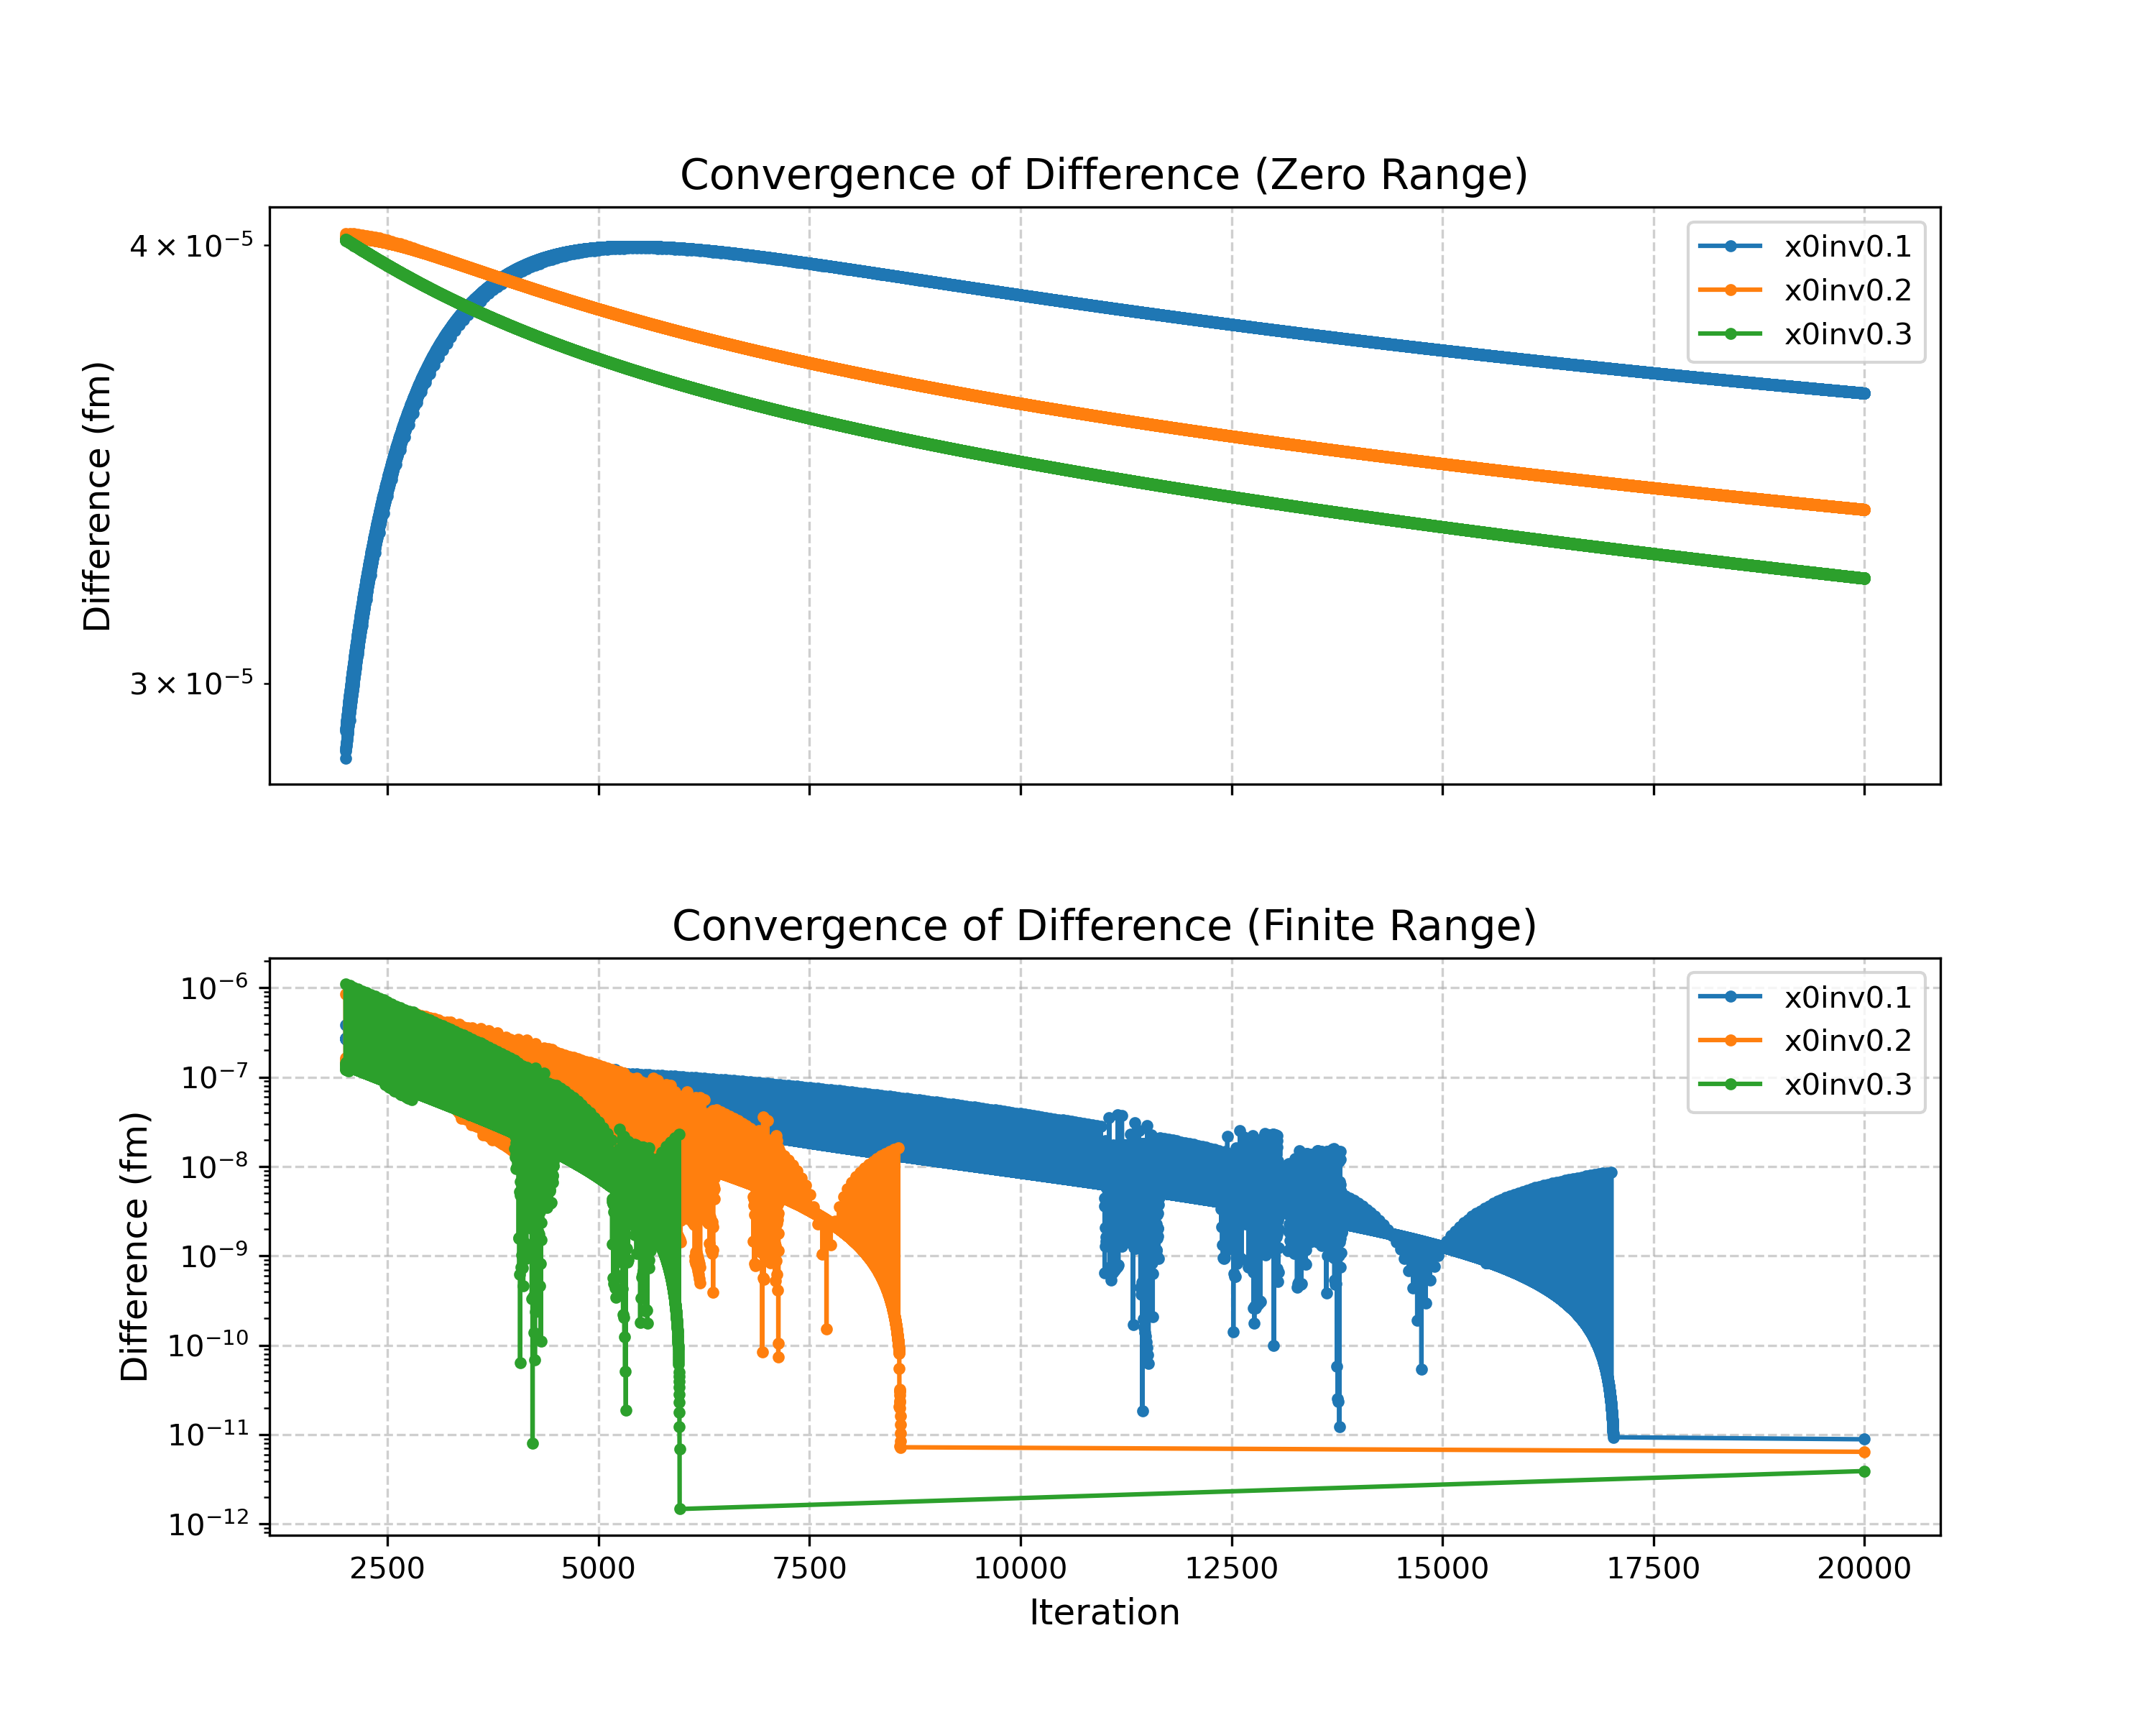 Convergence of Difference (Zero Range)
Difference (fm)
4 × 10⁻⁵
3 × 10⁻⁵
x0inv0.1
x0inv0.2
x0inv0.3
Convergence of Difference (Finite Range)
Difference (fm)
10⁻⁶
10⁻⁷
10⁻⁸
10⁻⁹
10⁻¹⁰
10⁻¹¹
10⁻¹²
x0inv0.1
x0inv0.2
x0inv0.3
2500 5000 7500 10000 12500 15000 17500 20000
Iteration